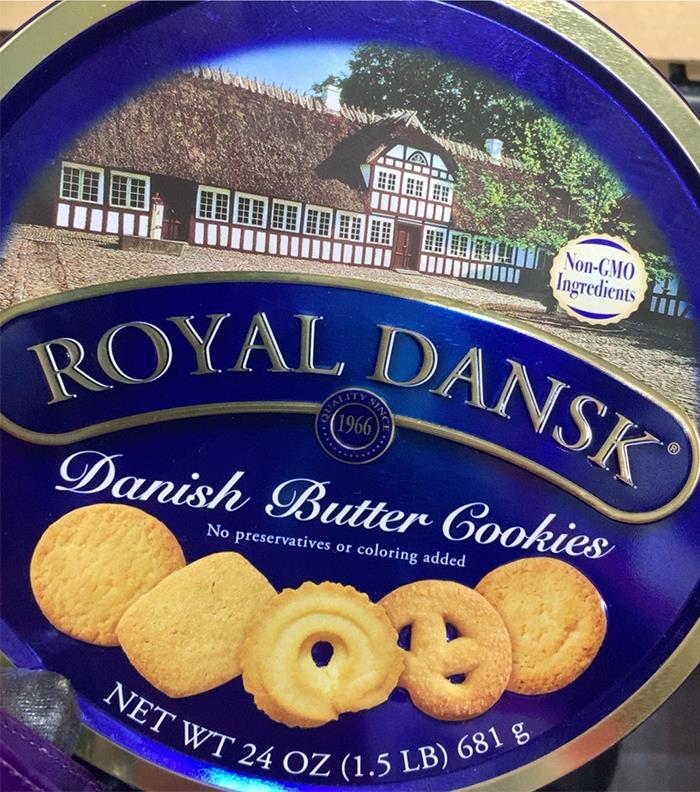 Non-GMO
Ingredients
ROYAL DANSK®
QUALITY SINCE
1966
Danish Butter Cookies
No preservatives or coloring added
NET WT 24 OZ (1.5 LB) 681 g